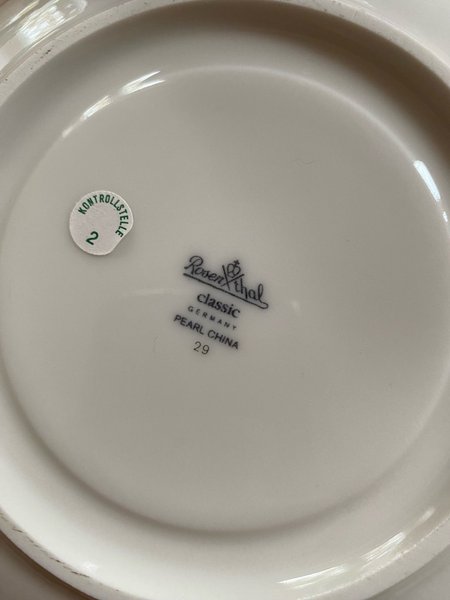 KONTROLLSTELLE
2
Rosenthal
classic
GERMANY
PEARL CHINA
29